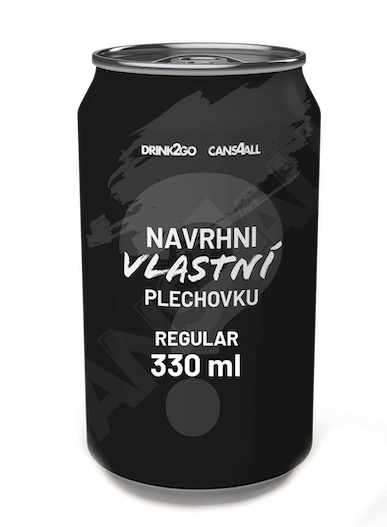 DRINK2GO CANS4ALL
NAVRHNI
VLASTNÍ
PLECHOVKU
REGULAR
330 ml
?